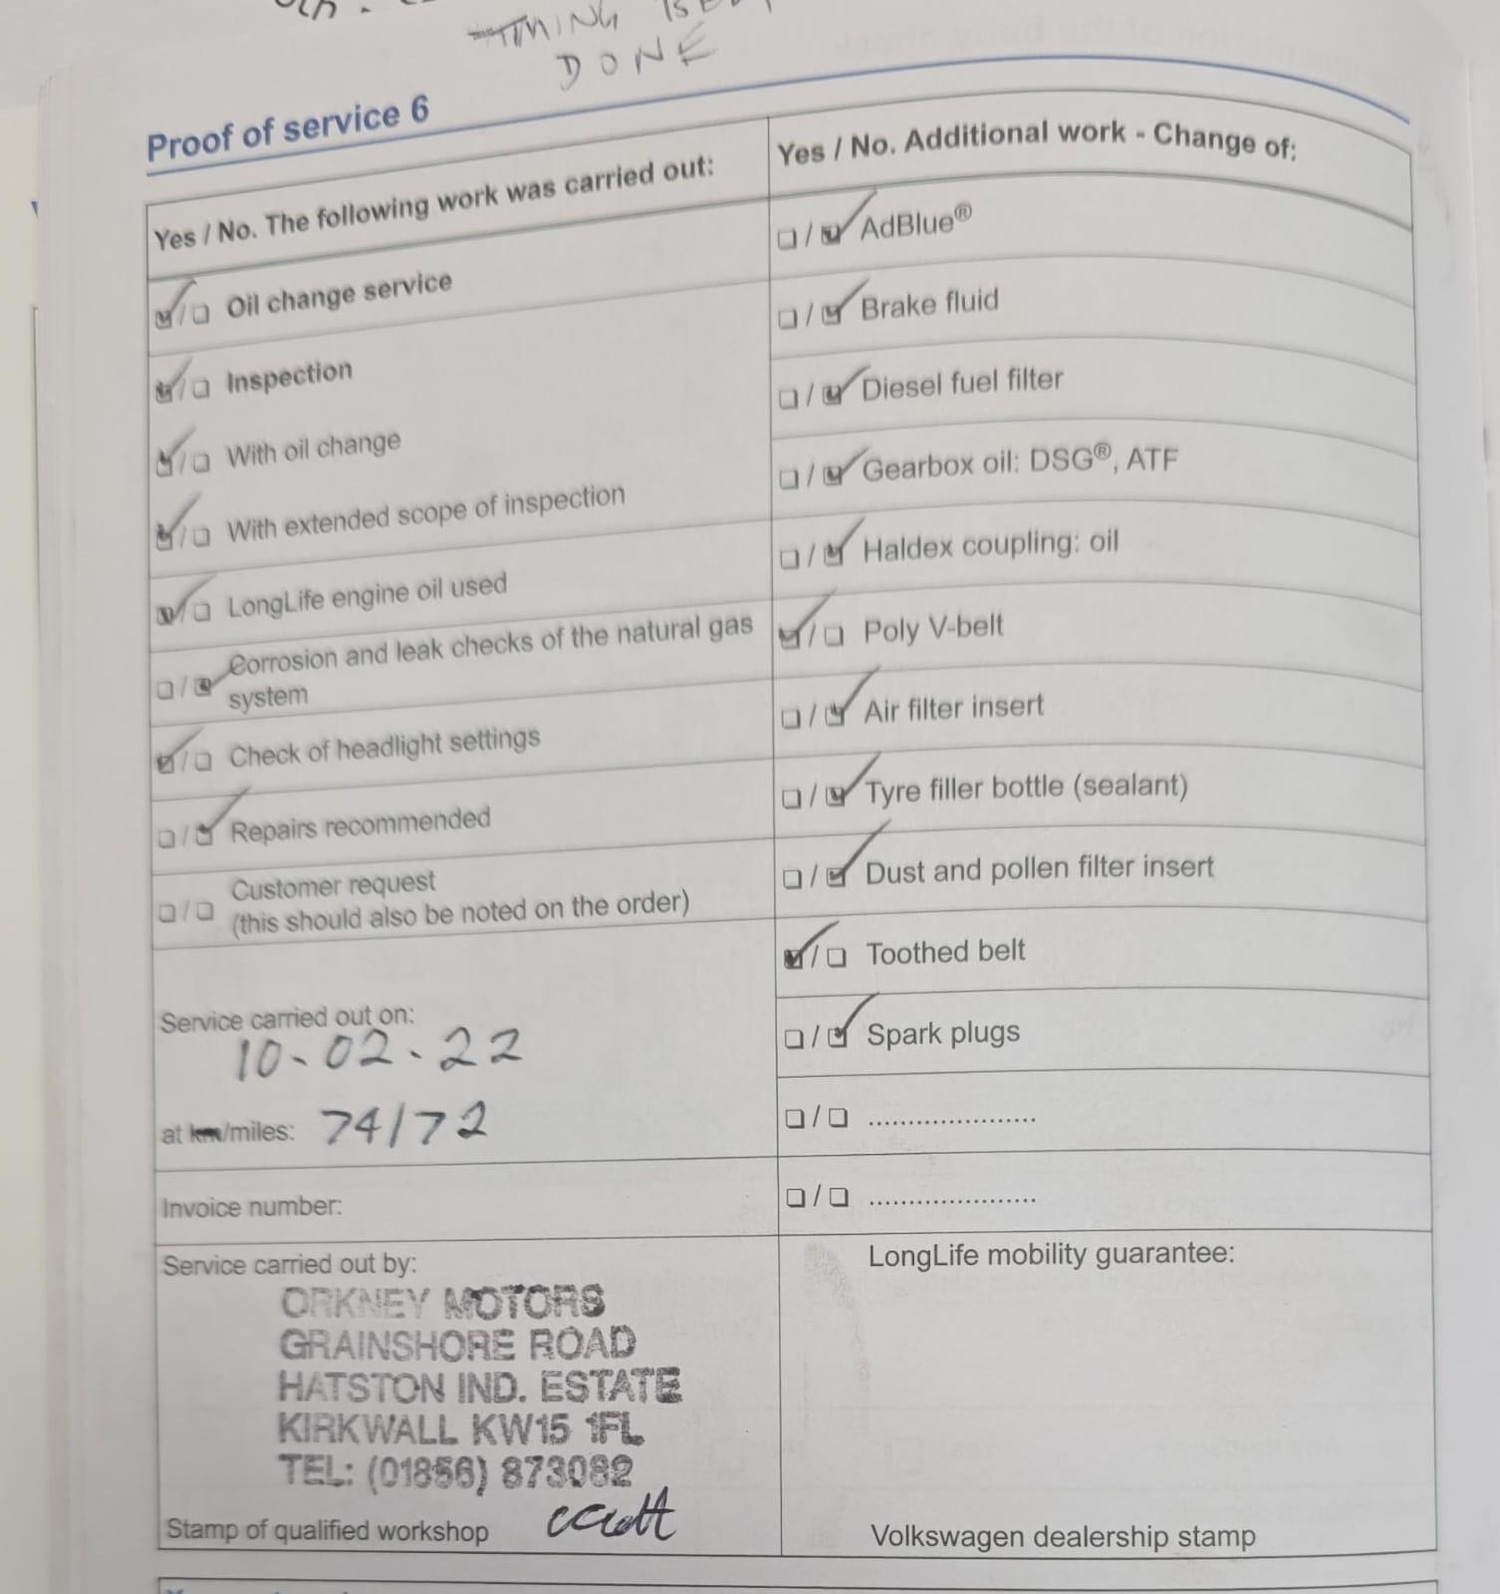 TIMING
DONE
Proof of service 6
Yes / No. The following work was carried out:
Oil change service
Inspection
With oil change
With extended scope of inspection
LongLife engine oil used
Corrosion and leak checks of the natural gas
system
Check of headlight settings
Repairs recommended
Customer request
(this should also be noted on the order)
Service carried out on:
10-02-22
at km/miles: 74172
Invoice number:
Service carried out by:
ORKNEY MOTORS
GRAINSHORE ROAD
HATSTON IND. ESTATE
KIRKWALL KW15 1FL
TEL: (01856) 873082
Stamp of qualified workshop
Yes / No. Additional work - Change of:
AdBlue®
Brake fluid
Diesel fuel filter
Gearbox oil: DSG®, ATF
Haldex coupling: oil
Poly V-belt
Air filter insert
Tyre filler bottle (sealant)
Dust and pollen filter insert
Toothed belt
Spark plugs
.....................
.....................
LongLife mobility guarantee:
Volkswagen dealership stamp